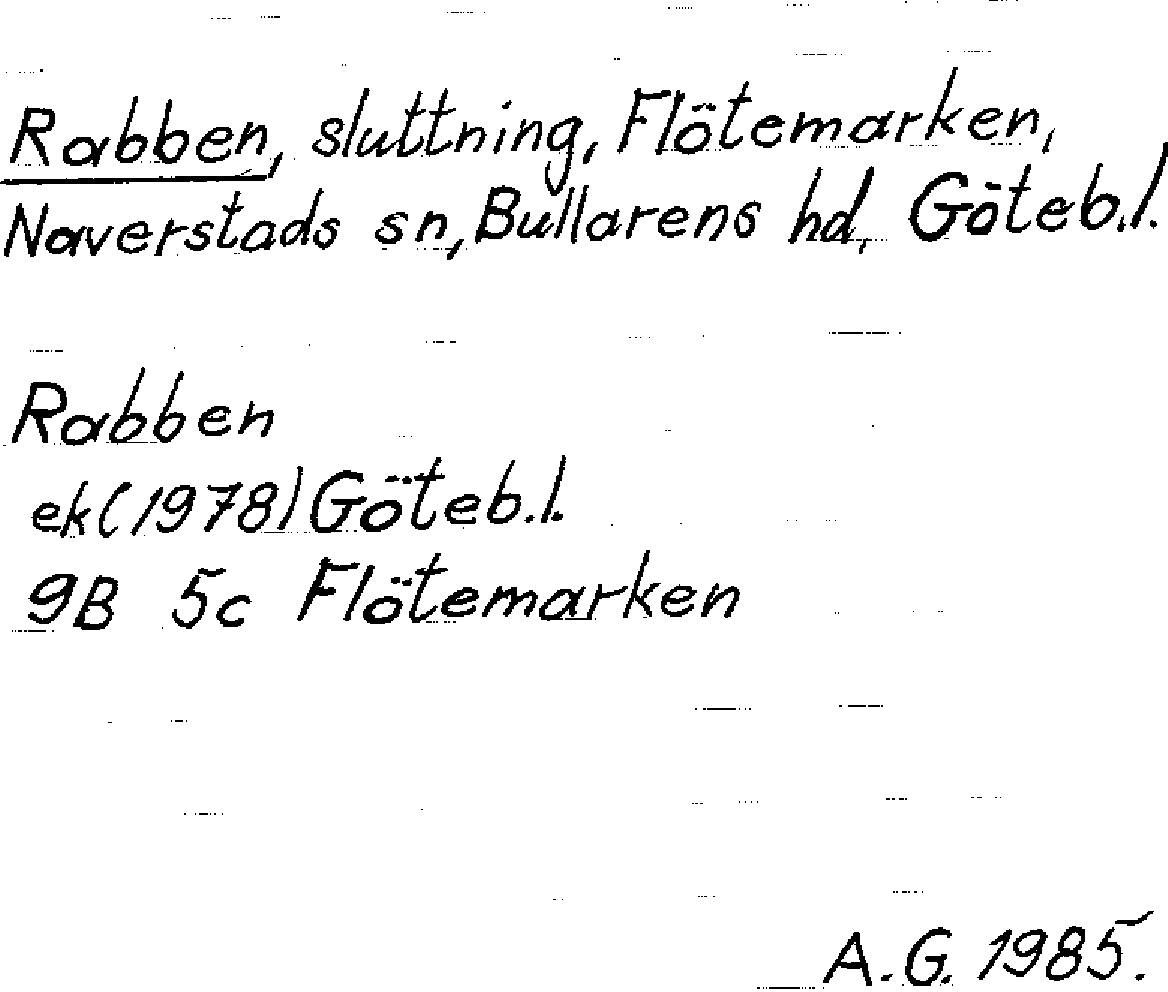 Rabben, sluttning, Flötemarken,
Naverstads sn, Bullarens hd, Göteb.l.
Rabben
ek(1978) Göteb.l.
9B 5c Flötemarken
A.G. 1985.